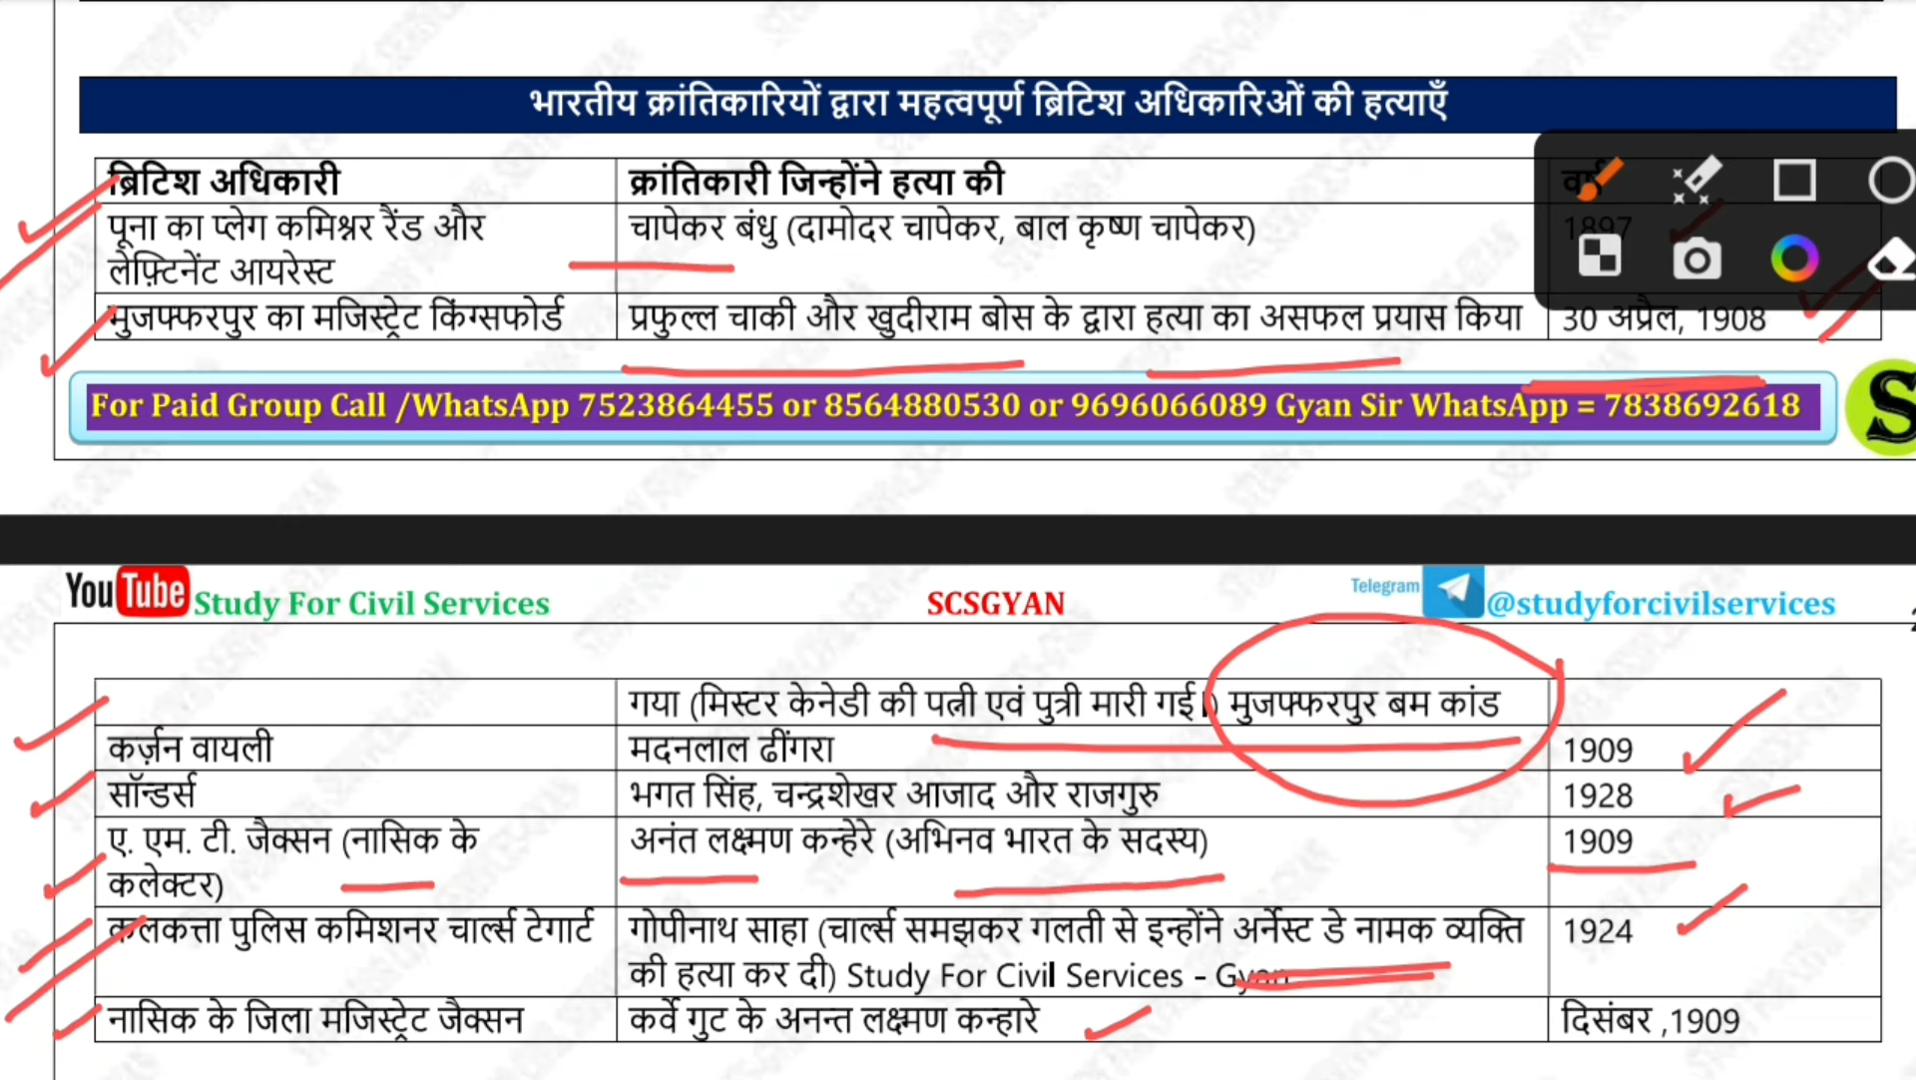 भारतीय क्रांतिकारियों द्वारा महत्वपूर्ण ब्रिटिश अधिकारिओं की हत्याएँ
ब्रिटिश अधिकारी क्रांतिकारी जिन्होंने हत्या की वर्ष
पूना का प्लेग कमिश्नर रैंड और चापेकर बंधु (दामोदर चापेकर, बाल कृष्ण चापेकर) 1897
लेफ़्टिनेंट आयरेस्ट
मुजफ्फरपुर का मजिस्ट्रेट किंग्सफोर्ड प्रफुल्ल चाकी और खुदीराम बोस के द्वारा हत्या का असफल प्रयास किया 30 अप्रैल, 1908
For Paid Group Call /WhatsApp 7523864455 or 8564880530 or 9696066089 Gyan Sir WhatsApp = 7838692618
S
YouTube Study For Civil Services SCSGYAN Telegram @studyforcivilservices
गया (मिस्टर केनेडी की पत्नी एवं पुत्री मारी गई।) मुजफ्फरपुर बम कांड
कर्ज़न वायली मदनलाल ढींगरा 1909
सॉन्डर्स भगत सिंह, चन्द्रशेखर आजाद और राजगुरु 1928
ए. एम. टी. जैक्सन (नासिक के अनंत लक्ष्मण कन्हेरे (अभिनव भारत के सदस्य) 1909
कलेक्टर)
कलकत्ता पुलिस कमिशनर चार्ल्स टेगार्ट गोपीनाथ साहा (चार्ल्स समझकर गलती से इन्होंने अर्नेस्ट डे नामक व्यक्ति 1924
की हत्या कर दी) Study For Civil Services - Gyan
नासिक के जिला मजिस्ट्रेट जैक्सन कर्वे गुट के अनन्त लक्ष्मण कन्हारे दिसंबर ,1909